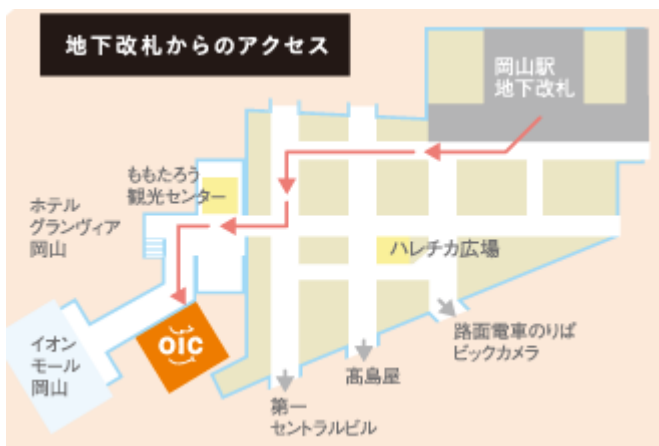 地下改札からのアクセス
岡山駅
地下改札
ももたろう
観光センター
ホテル
グランヴィア
岡山
ハレチカ広場
イオン
モール
岡山
OIC
路面電車のりば
ビックカメラ
髙島屋
第一
セントラルビル